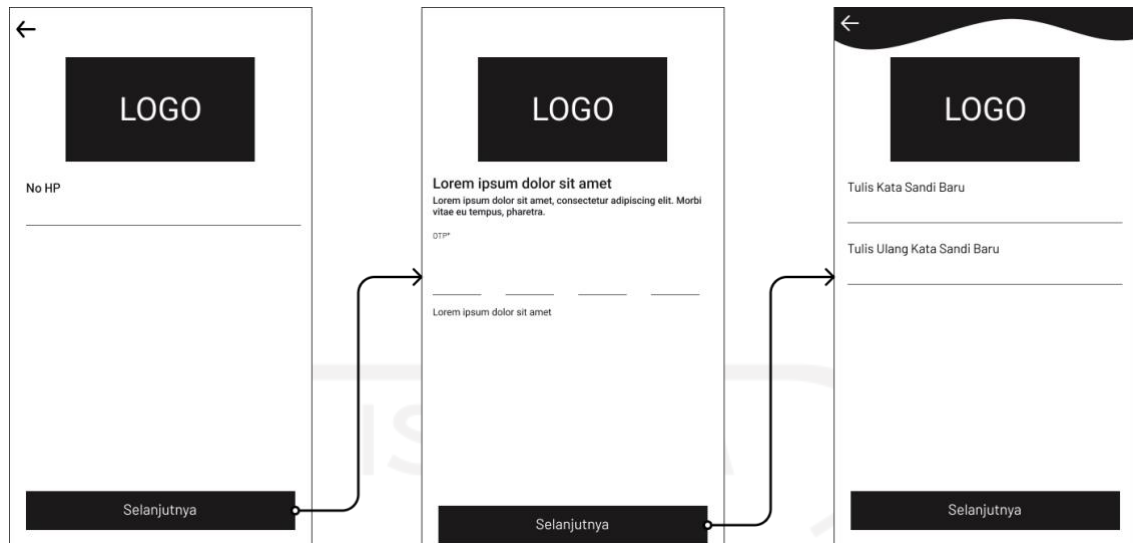 LOGO
No HP
Selanjutnya
LOGO
Lorem ipsum dolor sit amet
Lorem ipsum dolor sit amet, consectetur adipiscing elit. Morbi
vitae eu tempus, pharetra.
OTP*
Lorem ipsum dolor sit amet
Selanjutnya
LOGO
Tulis Kata Sandi Baru
Tulis Ulang Kata Sandi Baru
Selanjutnya